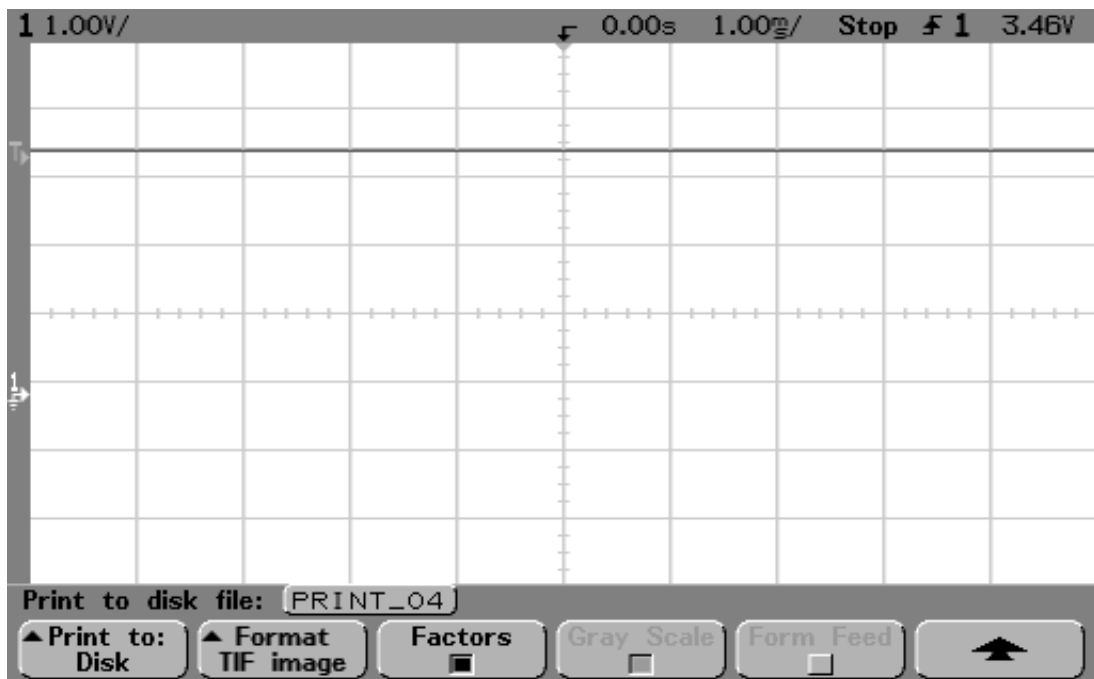 1 1.00V/ 0.00s 1.00ms/ Stop 1 3.46V
T
1
Print to disk file: PRINT_04
Print to: Disk
Format TIF image
Factors
Gray Scale
Form Feed